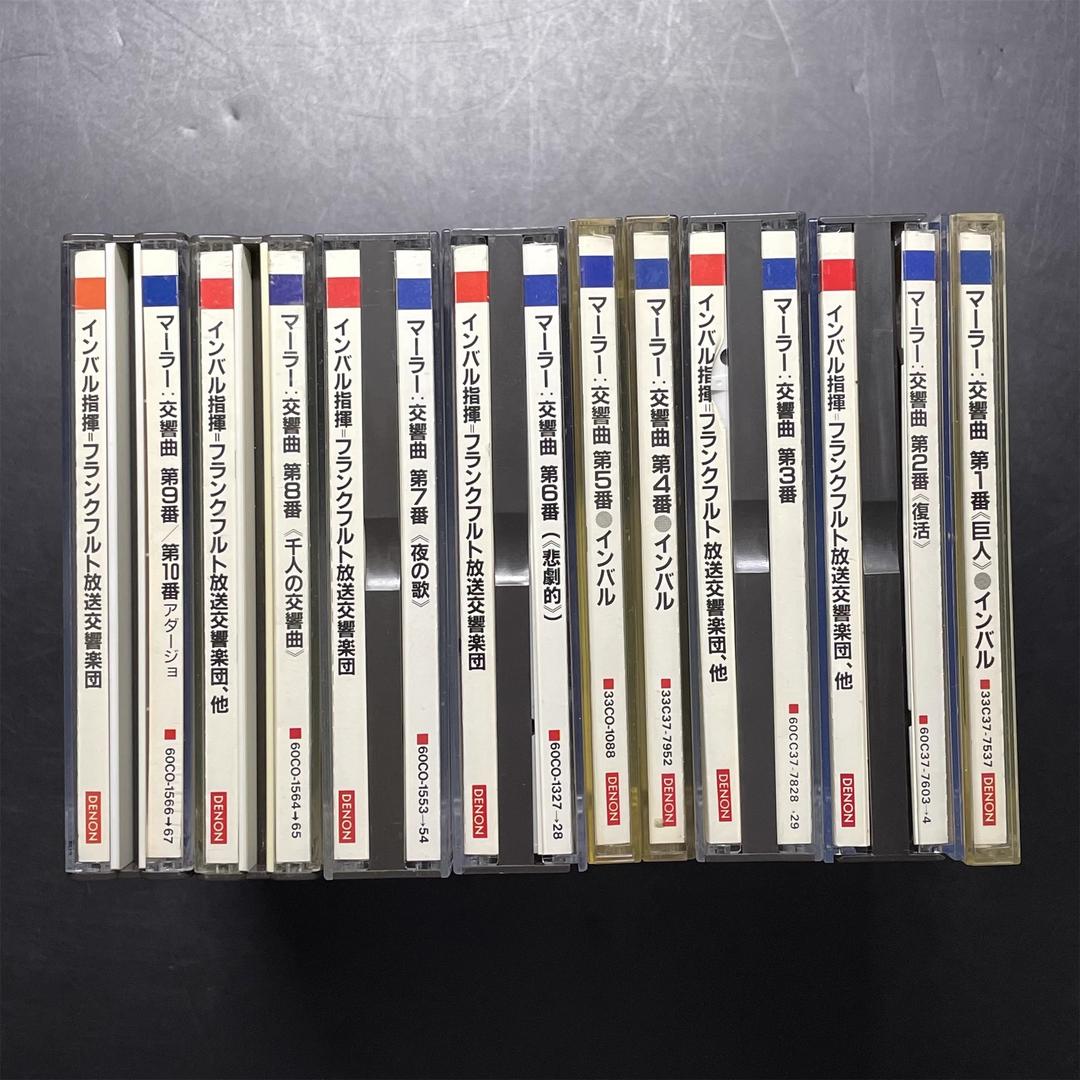 インバル指揮=フランクフルト放送交響楽団
DENON
マーラー:交響曲 第9番／第10番 アダージョ
■60CO-1566→67
インバル指揮=フランクフルト放送交響楽団、他
DENON
マーラー:交響曲 第8番《千人の交響曲》
■60CO-1564→65
インバル指揮=フランクフルト放送交響楽団
DENON
マーラー:交響曲 第7番《夜の歌》
■60CO-1553→54
インバル指揮=フランクフルト放送交響楽団
DENON
マーラー:交響曲 第6番(《悲劇的》)
■60CO-1327→28
マーラー:交響曲 第5番●インバル
■33CO-1088
DENON
マーラー:交響曲 第4番●インバル
■33C37-7952
DENON
インバル指揮=フランクフルト放送交響楽団、他
DENON
マーラー:交響曲 第3番
■60CC37-7828→29
インバル指揮=フランクフルト放送交響楽団、他
DENON
マーラー:交響曲 第2番《復活》
■60C37-7603→4
マーラー:交響曲 第1番《巨人》●インバル
■33C37-7537
DENON